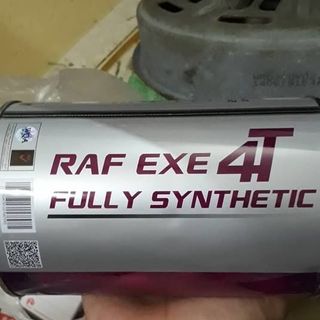 RAF EXE 4T
FULLY SYNTHETIC